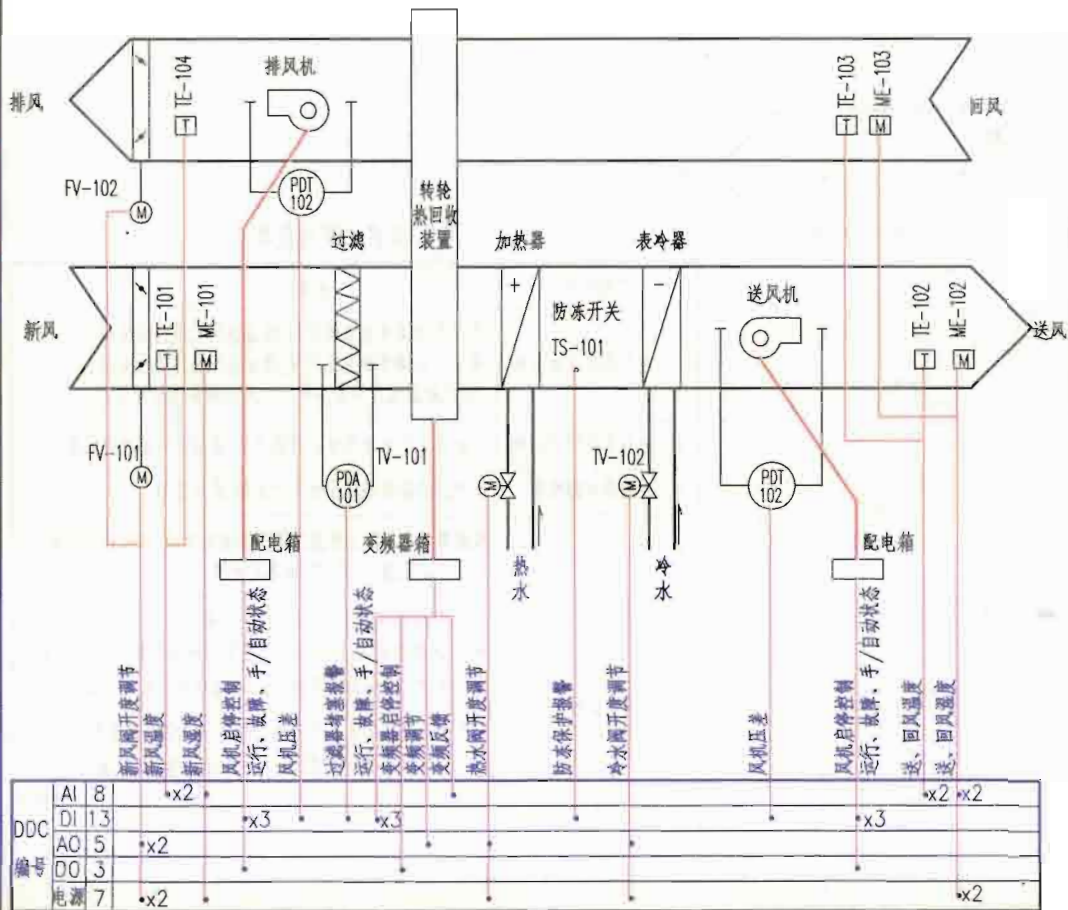 排风
TE-104
T
排风机
TE-103
T
ME-103
M
回风
FV-102
M
PDT
102
转轮
热回收
装置
过滤
加热器
表冷器
新风
TE-101
T
ME-101
M
+
防冻开关
TS-101
-
送风机
TE-102
T
ME-102
M
送风
FV-101
M
PDA
101
TV-101
M
TV-102
M
PDT
102
配电箱
变频器箱
热水
冷水
配电箱
新风阀开度调节
新风温度
新风湿度
风机启停控制
运行、故障、手/自动状态
风机压差
过滤器堵塞报警
运行、故障、手/自动状态
变频器启停控制
变频调节
变频反馈
热水阀开度调节
防冻保护报警
冷水阀开度调节
风机压差
风机启停控制
运行、故障、手/自动状态
送、回风温度
送、回风湿度
DDC
编号
AI 8 x2 x2 x2
DI 13 x3 x3 x3
AO 5 x2
DO 3
电源 7 x2 x2